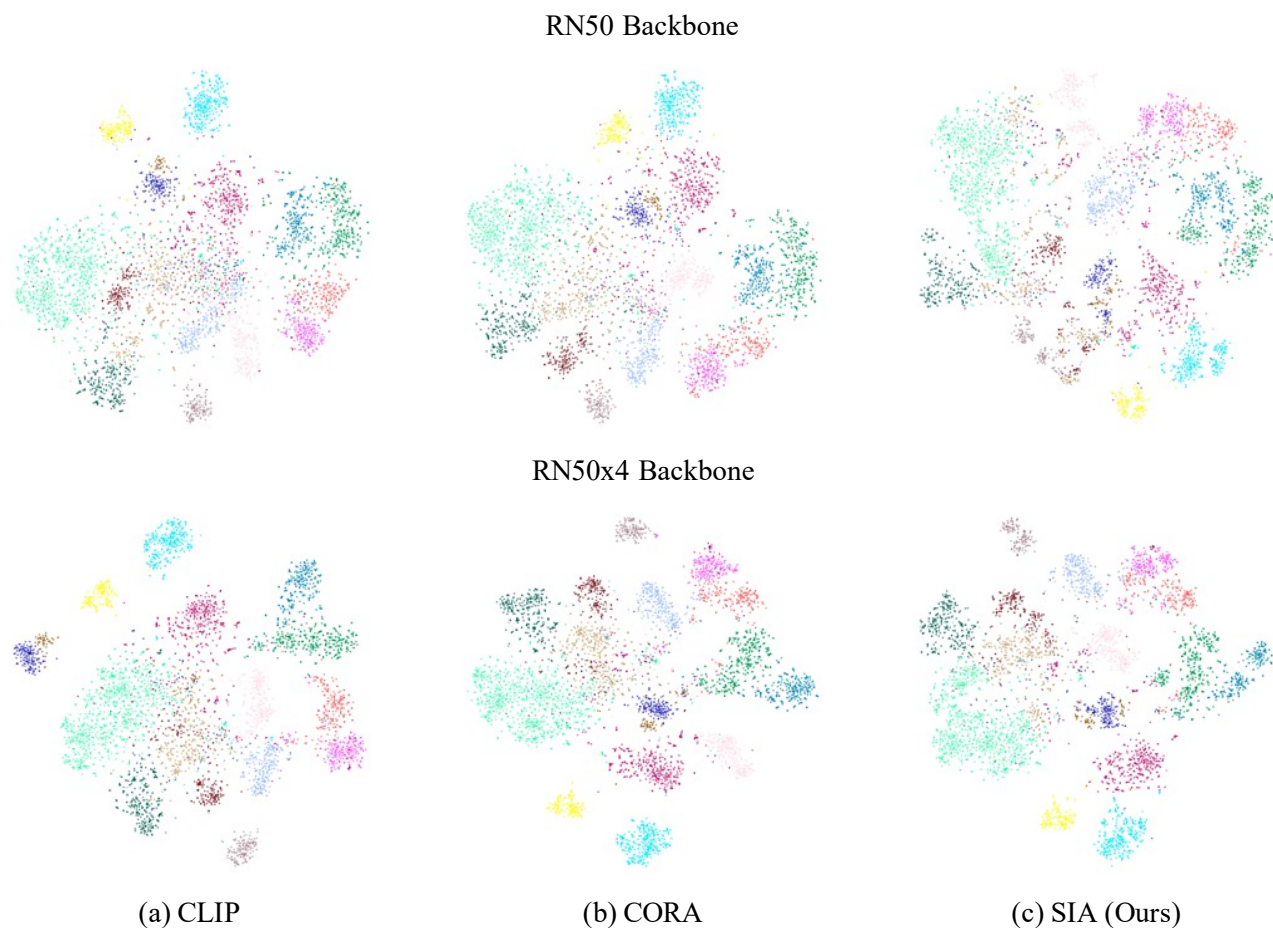 RN50 Backbone
RN50x4 Backbone
(a) CLIP
(b) CORA
(c) SIA (Ours)